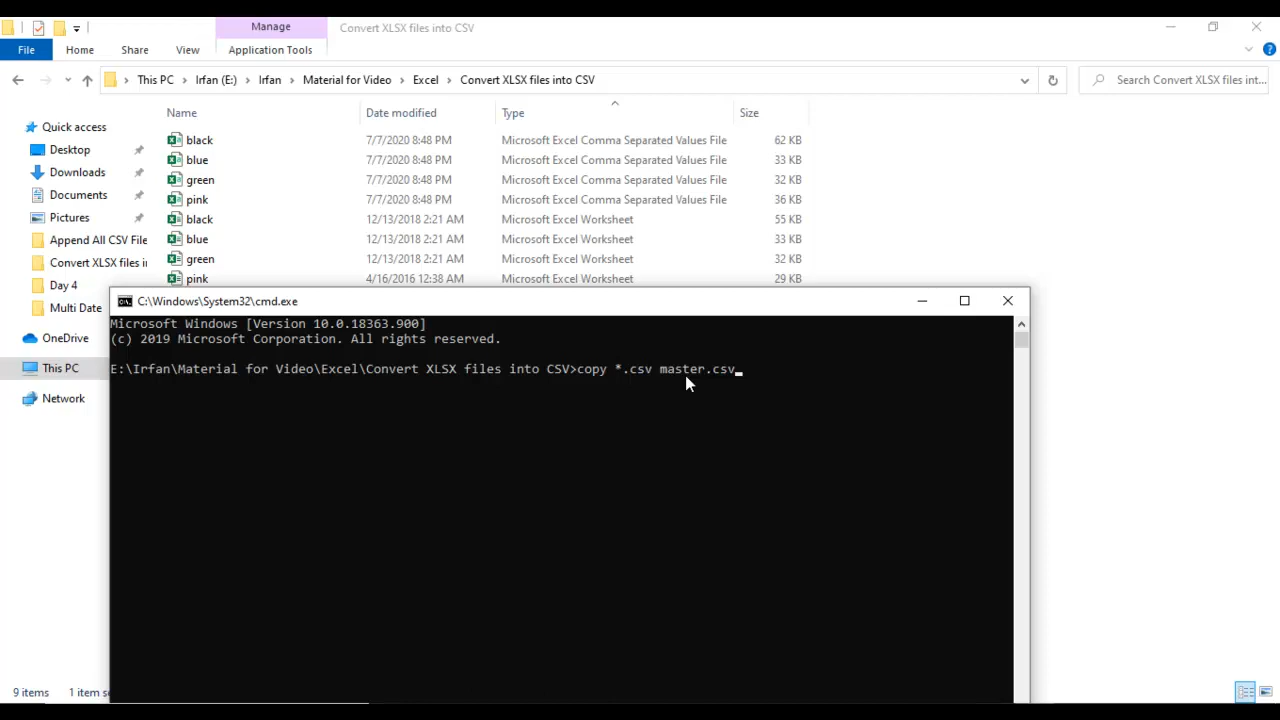 Manage
Convert XLSX files into CSV
File
Home
Share
View
Application Tools
This PC
Irfan (E:)
Irfan
Material for Video
Excel
Convert XLSX files into CSV
Search Convert XLSX files int...
Name
Date modified
Type
Size
Quick access
Desktop
Downloads
Documents
Pictures
Append All CSV File
Convert XLSX files i
Day 4
Multi Date
OneDrive
This PC
Network
black 7/7/2020 8:48 PM Microsoft Excel Comma Separated Values File 62 KB
blue 7/7/2020 8:48 PM Microsoft Excel Comma Separated Values File 33 KB
green 7/7/2020 8:48 PM Microsoft Excel Comma Separated Values File 32 KB
pink 7/7/2020 8:48 PM Microsoft Excel Comma Separated Values File 36 KB
black 12/13/2018 2:21 AM Microsoft Excel Worksheet 55 KB
blue 12/13/2018 2:21 AM Microsoft Excel Worksheet 33 KB
green 12/13/2018 2:21 AM Microsoft Excel Worksheet 32 KB
pink 4/16/2016 12:38 AM Microsoft Excel Worksheet 29 KB
C:\Windows\System32\cmd.exe
Microsoft Windows [Version 10.0.18363.900]
(c) 2019 Microsoft Corporation. All rights reserved.
E:\Irfan\Material for Video\Excel\Convert XLSX files into CSV>copy *.csv master.csv
9 items
1 item se